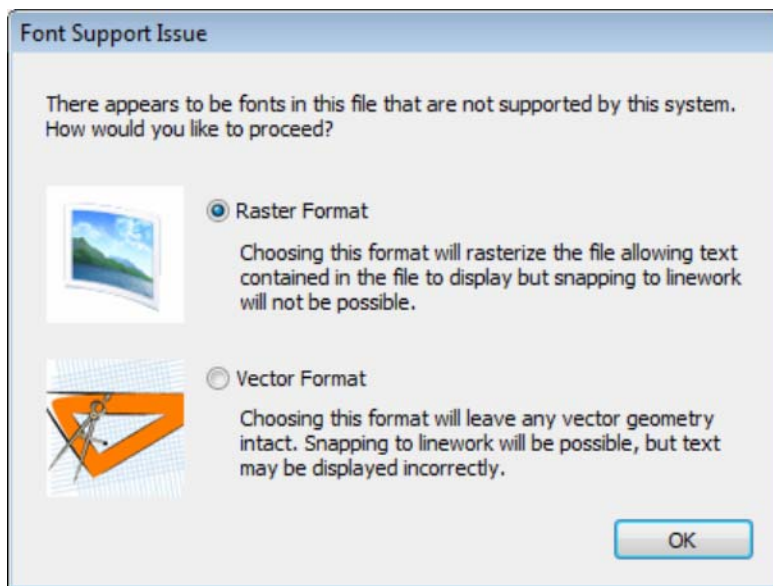 Font Support Issue
There appears to be fonts in this file that are not supported by this system.
How would you like to proceed?
Raster Format
Choosing this format will rasterize the file allowing text
contained in the file to display but snapping to linework
will not be possible.
Vector Format
Choosing this format will leave any vector geometry
intact. Snapping to linework will be possible, but text
may be displayed incorrectly.
OK